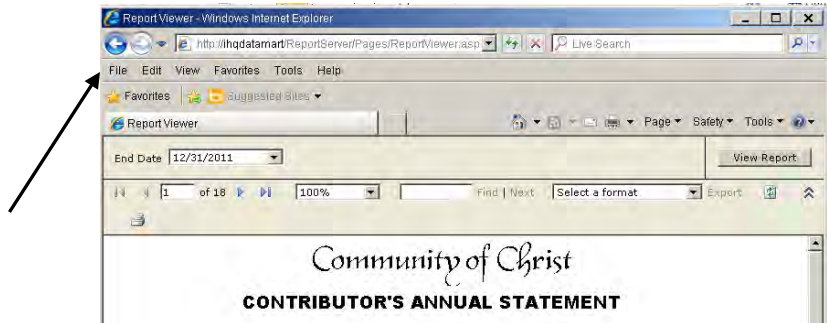 Report Viewer - Windows Internet Explorer
http://ihqdatamart/ReportServer/Pages/ReportViewer.asp Live Search
File Edit View Favorites Tools Help
Favorites Suggested Sites
Report Viewer Page Safety Tools
End Date 12/31/2011 View Report
1 of 18 100% Find | Next Select a format Export
Community of Christ
CONTRIBUTOR'S ANNUAL STATEMENT